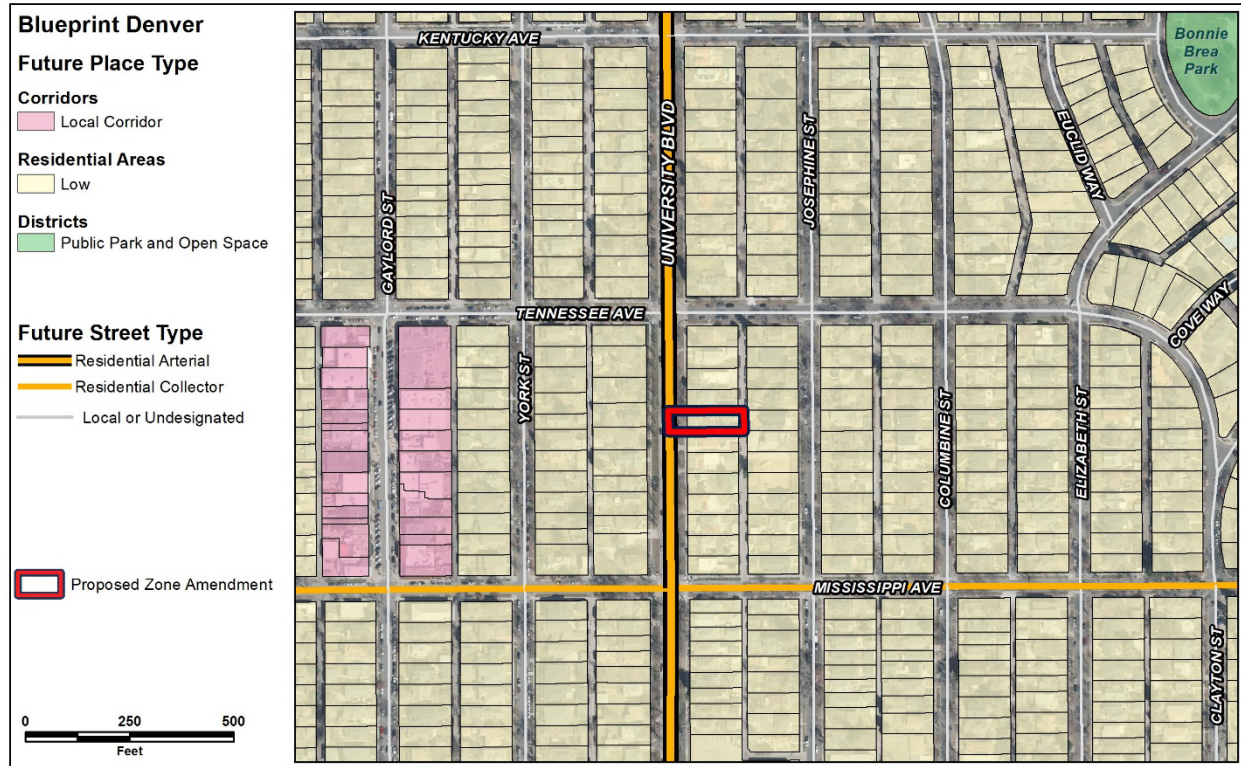 Blueprint Denver
Future Place Type
Corridors
Local Corridor
Residential Areas
Low
Districts
Public Park and Open Space
Future Street Type
Residential Arterial
Residential Collector
Local or Undesignated
Proposed Zone Amendment
0 250 500
Feet
KENTUCKY AVE
Bonnie
Brea
Park
GAYLORD ST
UNIVERSITY BLVD
JOSEPHINE ST
EUCLID WAY
TENNESSEE AVE
COVE WAY
YORK ST
COLUMBINE ST
ELIZABETH ST
MISSISSIPPI AVE
CLAYTON ST